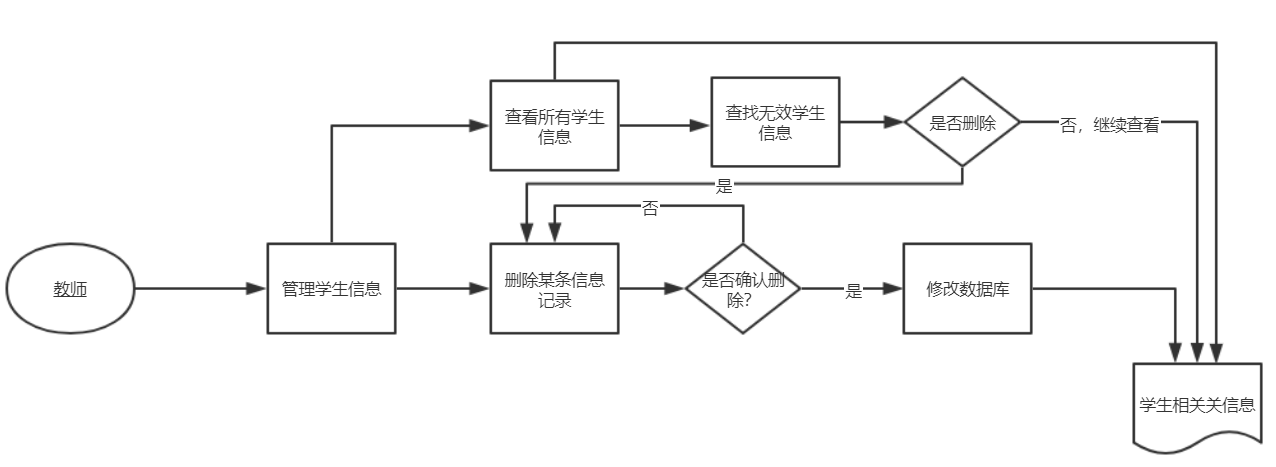 查看所有学生
信息
查找无效学生
信息
是否删除
否，继续查看
是
否
教师
管理学生信息
删除某条信息
记录
是否确认删
除？
是
修改数据库
学生相关关信息